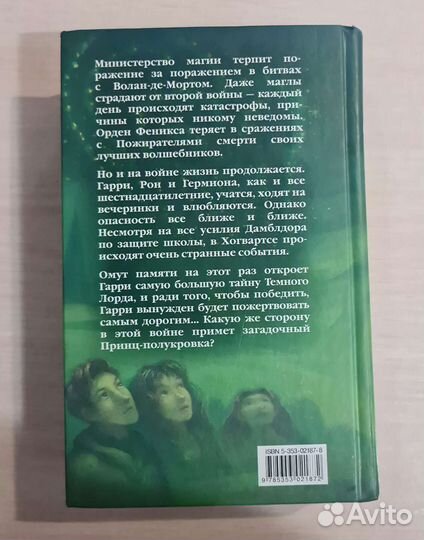 Министерство магии терпит по-
ражение за поражением в битвах
с Волан-де-Мортом. Даже маглы
страдают от второй войны — каждый
день происходят катастрофы, при-
чины которых никому неведомы.
Орден Феникса теряет в сражениях
с Пожирателями смерти своих
лучших волшебников.
Но и на войне жизнь продолжается.
Гарри, Рон и Гермиона, как и все
шестнадцатилетние, учатся, ходят на
вечеринки и влюбляются. Однако
опасность все ближе и ближе.
Несмотря на все усилия Дамблдора
по защите школы, в Хогвартсе про-
исходят очень странные события.
Омут памяти на этот раз откроет
Гарри самую большую тайну Темного
Лорда, и ради того, чтобы победить,
Гарри вынужден будет пожертвовать
самым дорогим... Какую же сторону
в этой войне примет загадочный
Принц-полукровка?
ISBN 5-353-02187-8
9 785353 021872
Avito